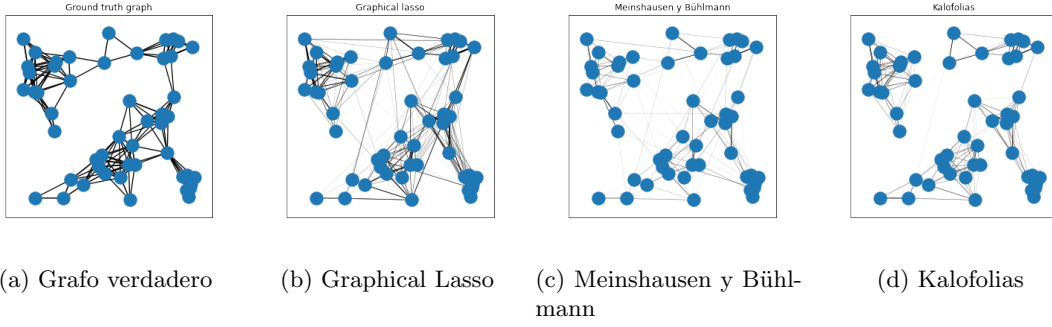 Ground truth graph
Graphical lasso
Meinshausen y Bühlmann
Kalofolias
(a) Grafo verdadero
(b) Graphical Lasso
(c) Meinshausen y Bühl-
mann
(d) Kalofolias